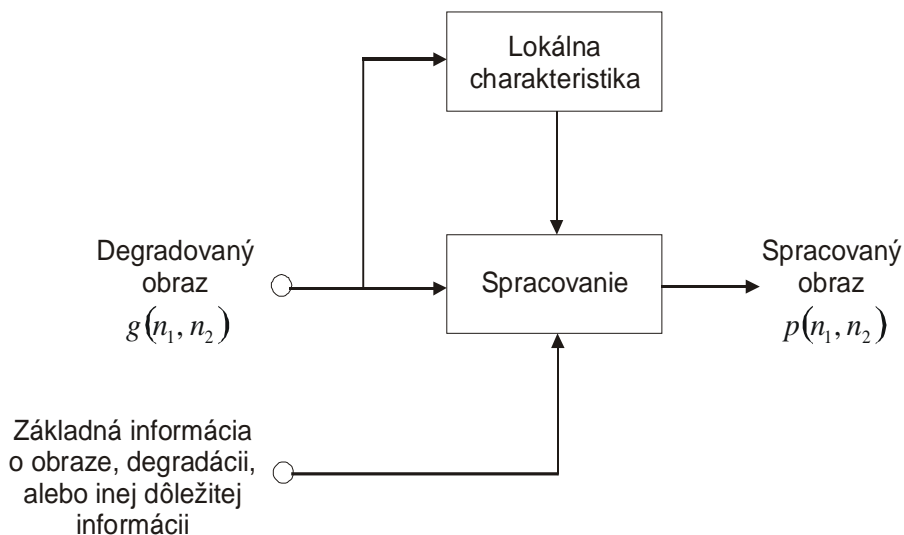 Lokálna
charakteristika
Degradovaný
obraz
g(n₁, n₂)
Spracovanie
Spracovaný
obraz
p(n₁, n₂)
Základná informácia
o obraze, degradácii,
alebo inej dôležitej
informácii